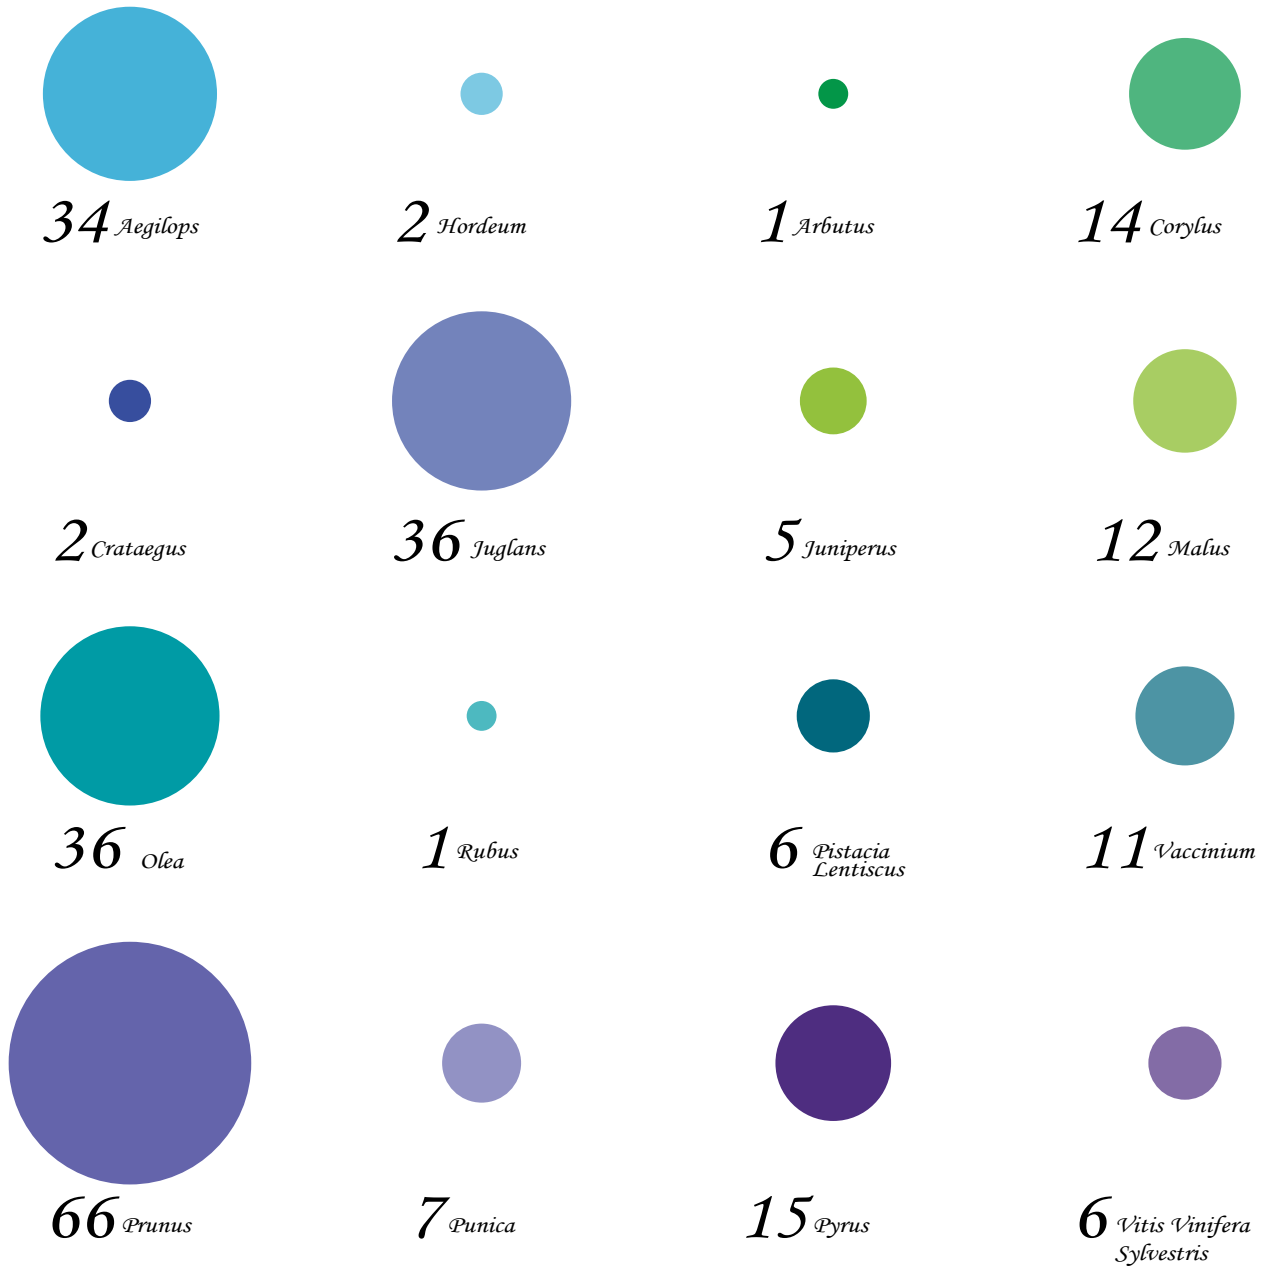 34 Aegilops
2 Hordeum
1 Arbutus
14 Corylus
2 Crataegus
36 Juglans
5 Juniperus
12 Malus
36 Olea
1 Rubus
6 Pistacia
Lentiscus
11 Vaccinium
66 Prunus
7 Punica
15 Pyrus
6 Vitis Vinifera
Sylvestris